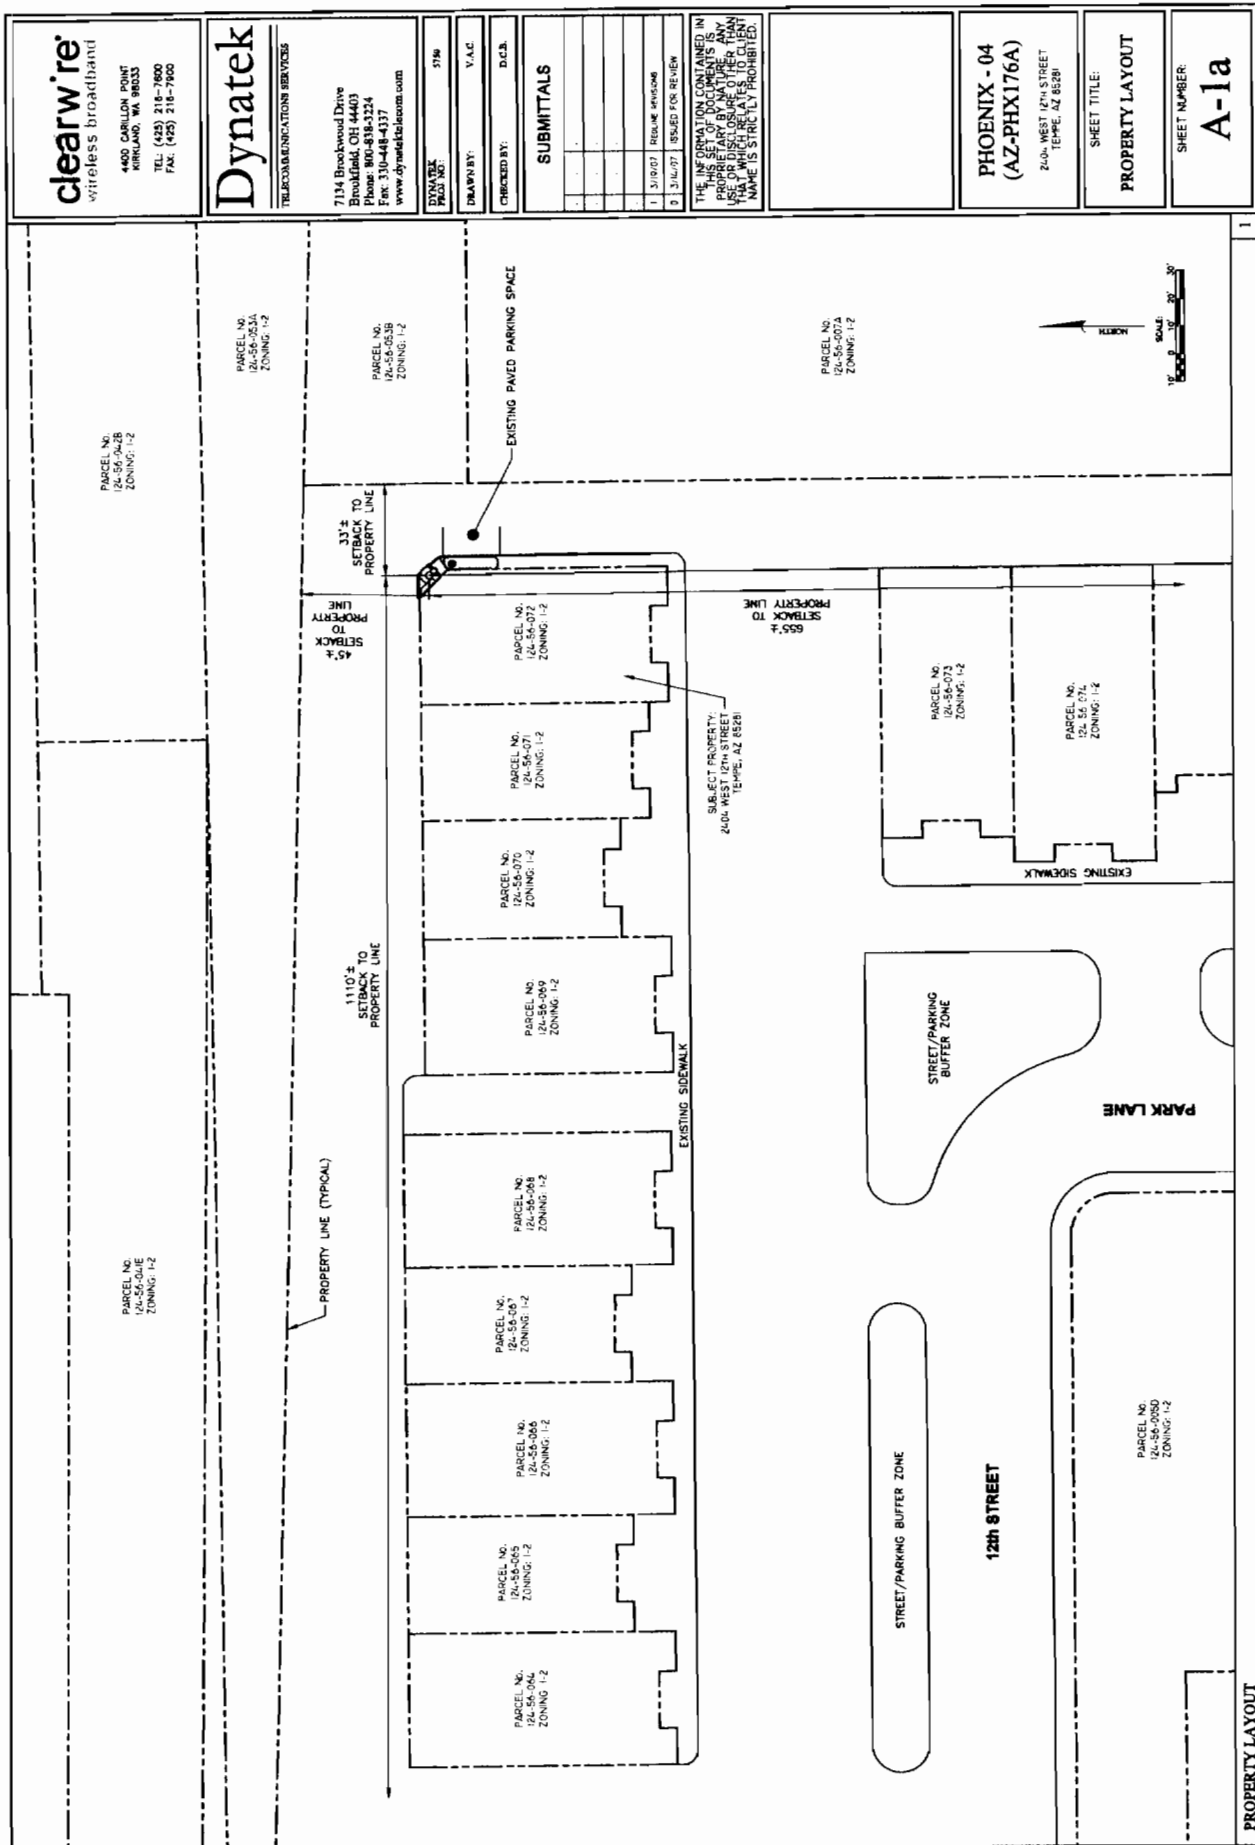 clearw're'
wireless broadband
4400 CARILLON POINT
KIRKLAND, WA 98033
TEL: (425) 216-7600
FAX: (425) 216-7900
Dynatek
TELECOMMUNICATIONS SERVICES
7134 Brookwood Drive
Brookfield, OH 44403
Phone: 800-838-3224
Fax: 330-448-4337
www.dynatektelecom.com
DYNATEK
PROJ. NO.: 5750
DRAWN BY: V.A.C.
CHECKED BY: D.C.B.
SUBMITTALS
1 3/19/07 REDLINE REVISIONS
0 3/14/07 ISSUED FOR REVIEW
THE INFORMATION CONTAINED IN
THIS SET OF DOCUMENTS IS
PROPRIETARY BY NATURE. ANY
USE OR DISCLOSURE OTHER THAN
THAT WHICH RELATES TO CLIENT
NAME IS STRICTLY PROHIBITED.
PHOENIX - 04
(AZ-PHX176A)
2404 WEST 12TH STREET
TEMPE, AZ 85281
SHEET TITLE:
PROPERTY LAYOUT
SHEET NUMBER:
A-1a
PARCEL No.
124-56-041E
ZONING: I-2
PARCEL No.
124-56-042B
ZONING: I-2
PARCEL No.
124-56-053A
ZONING: I-2
PROPERTY LINE (TYPICAL)
1110'±
SETBACK TO
PROPERTY LINE
45'±
SETBACK
TO
PROPERTY
LINE
33'±
SETBACK TO
PROPERTY LINE
PARCEL No.
124-56-053B
ZONING: I-2
EXISTING PAVED PARKING SPACE
PARCEL No.
124-56-064
ZONING: I-2
PARCEL No.
124-56-065
ZONING: I-2
PARCEL No.
124-56-066
ZONING: I-2
PARCEL No.
124-56-067
ZONING: I-2
PARCEL No.
124-56-068
ZONING: I-2
PARCEL No.
124-56-069
ZONING: I-2
PARCEL No.
124-56-070
ZONING: I-2
PARCEL No.
124-56-071
ZONING: I-2
PARCEL No.
124-56-072
ZONING: I-2
EXISTING SIDEWALK
SUBJECT PROPERTY:
2404 WEST 12TH STREET
TEMPE, AZ 85281
655'±
SETBACK TO
PROPERTY LINE
PARCEL No.
124-56-007A
ZONING: I-2
STREET/PARKING BUFFER ZONE
STREET/PARKING
BUFFER ZONE
PARCEL No.
124-56-073
ZONING: I-2
PARCEL No.
124-56-074
ZONING: I-2
EXISTING SIDEWALK
12th STREET
PARK LANE
PARCEL No.
124-56-005D
ZONING: I-2
NORTH
SCALE:
10' 0 10' 20' 30'
PROPERTY LAYOUT
1